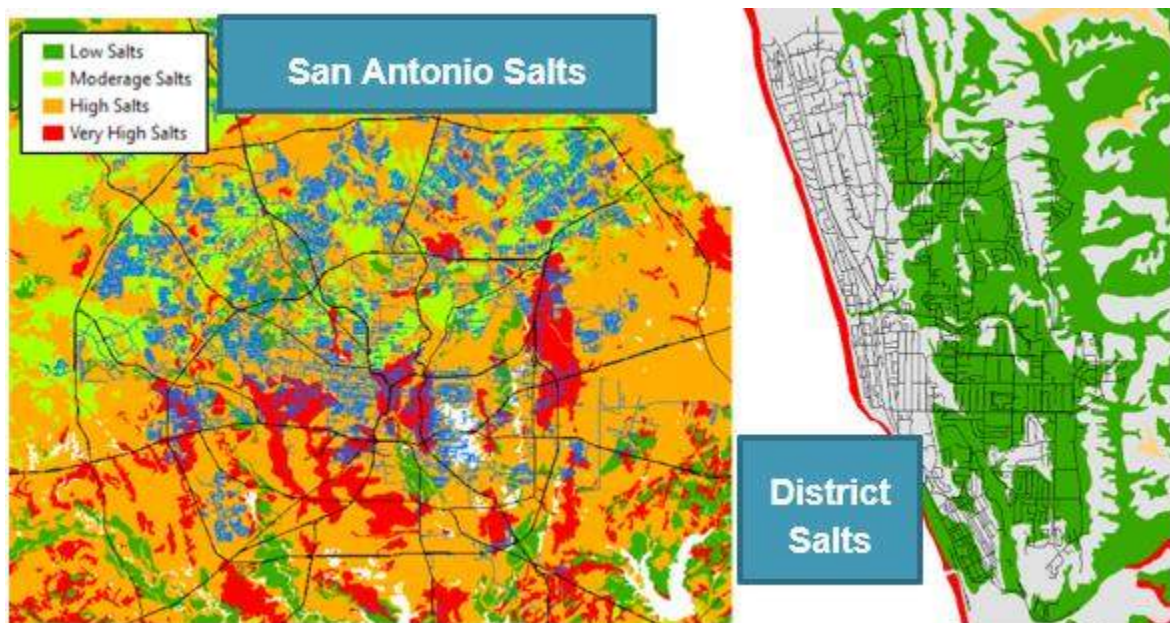 Low Salts
Moderage Salts
High Salts
Very High Salts
San Antonio Salts
District
Salts